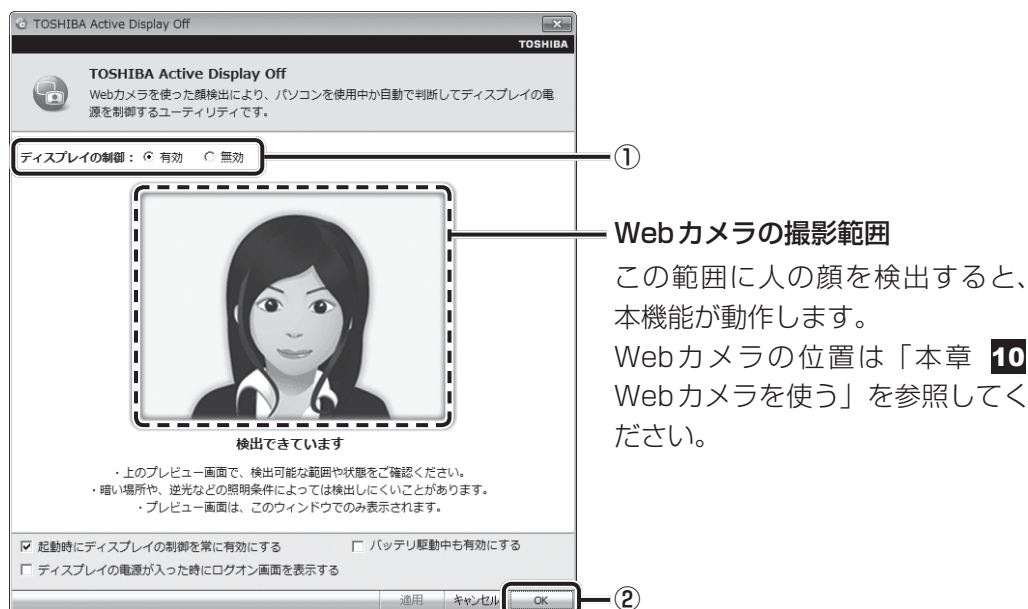 TOSHIBA Active Display Off
TOSHIBA
TOSHIBA Active Display Off
Webカメラを使った顔検出により、パソコンを使用中か自動で判断してディスプレイの電
源を制御するユーティリティです。
ディスプレイの制御： 有効 無効
①
Webカメラの撮影範囲
この範囲に人の顔を検出すると、
本機能が動作します。
Webカメラの位置は「本章 10
Webカメラを使う」を参照してく
ださい。
検出できています
・上のプレビュー画面で、検出可能な範囲や状態をご確認ください。
・暗い場所や、逆光などの照明条件によっては検出しにくいことがあります。
・プレビュー画面は、このウィンドウでのみ表示されます。
起動時にディスプレイの制御を常に有効にする バッテリ駆動中も有効にする
ディスプレイの電源が入った時にログオン画面を表示する
適用 キャンセル OK
②